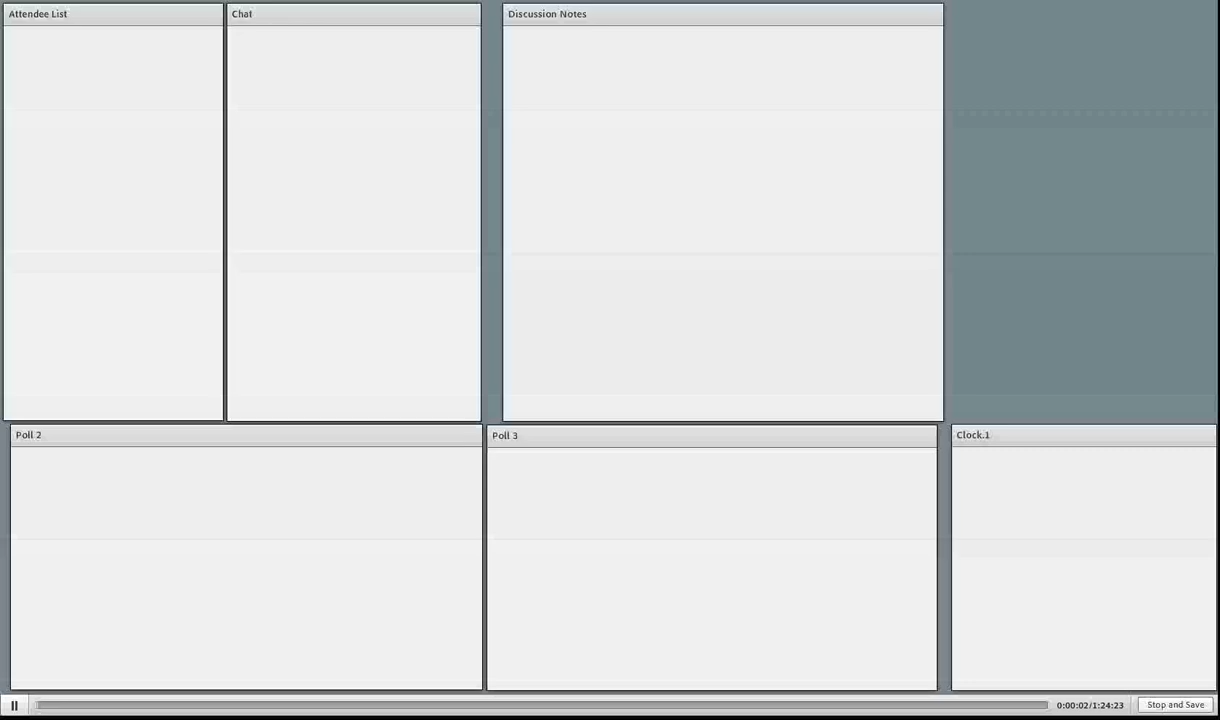 Attendee List
Chat
Discussion Notes
Poll 2
Poll 3
Clock.1
0:00:02/1:24:23
Stop and Save